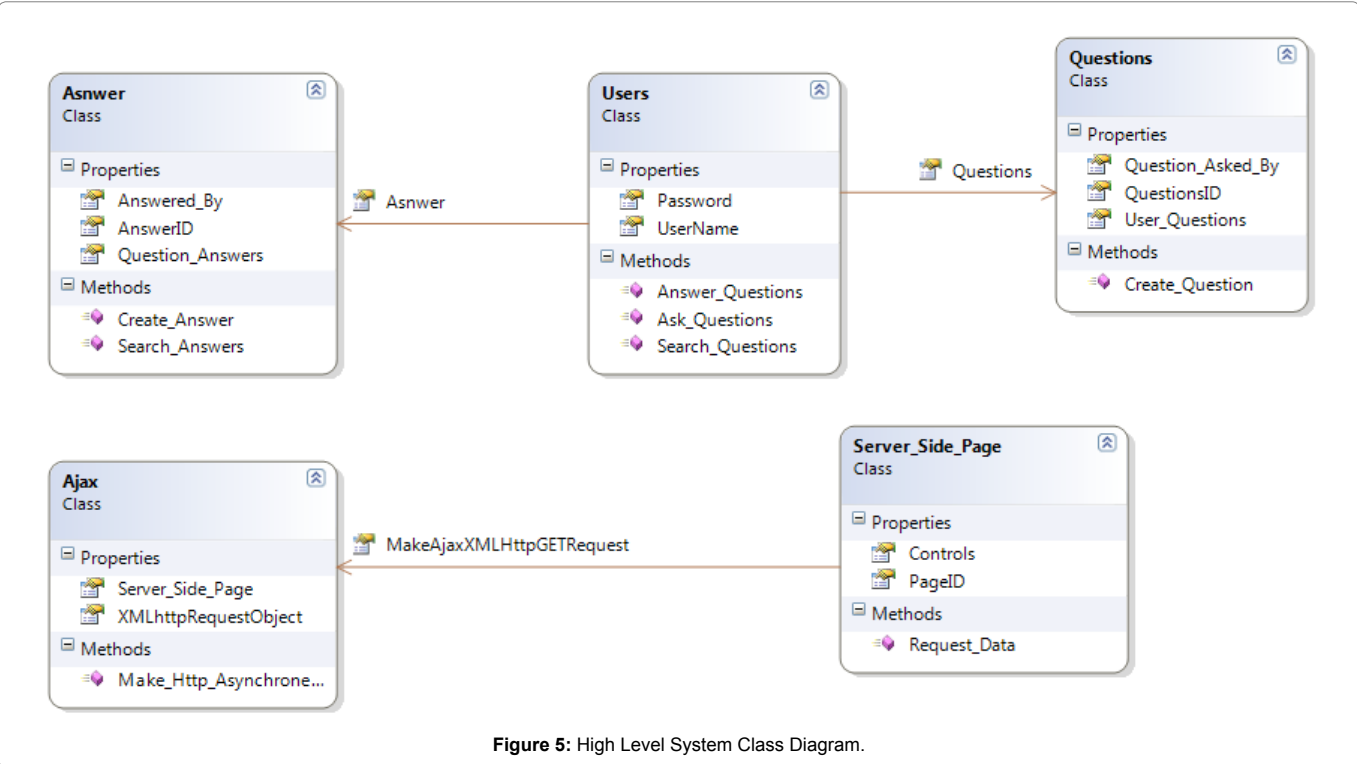 Asnwer
Class
Properties
Answered_By
AnswerID
Question_Answers
Methods
Create_Answer
Search_Answers
Asnwer
Users
Class
Properties
Password
UserName
Methods
Answer_Questions
Ask_Questions
Search_Questions
Questions
Questions
Class
Properties
Question_Asked_By
QuestionsID
User_Questions
Methods
Create_Question
Ajax
Class
Properties
Server_Side_Page
XMLhttpRequestObject
Methods
Make_Http_Asynchrone...
MakeAjaxXMLHttpGETRequest
Server_Side_Page
Class
Properties
Controls
PageID
Methods
Request_Data
Figure 5: High Level System Class Diagram.